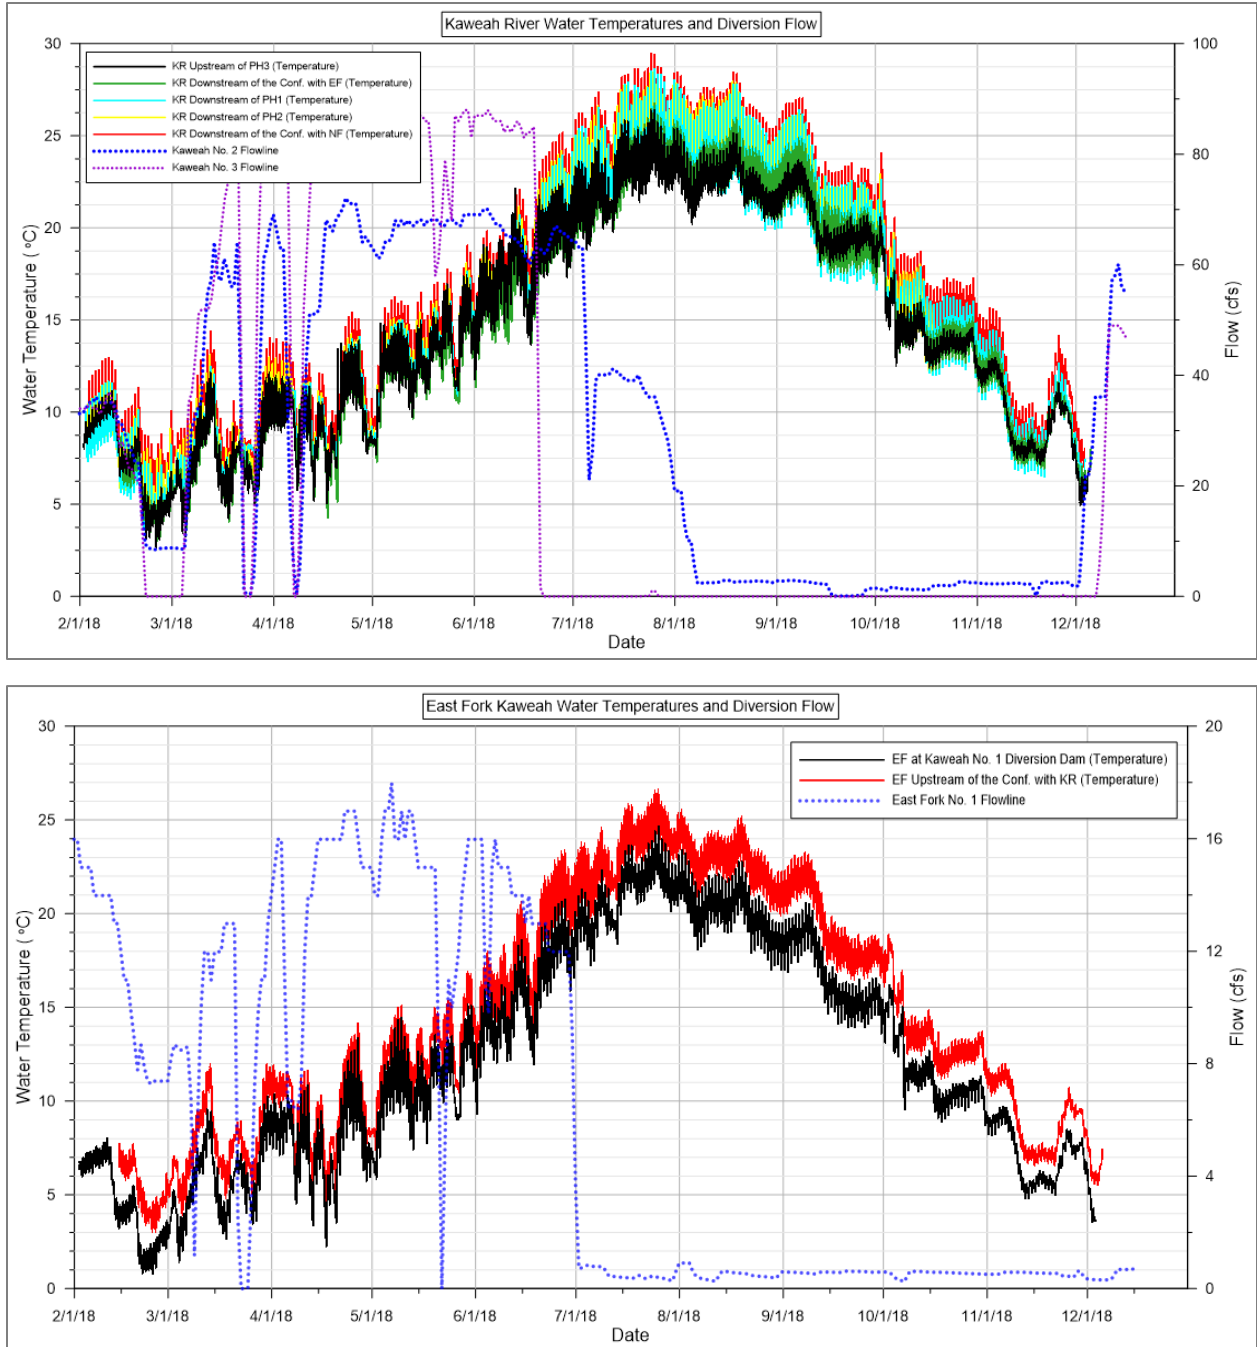 Kaweah River Water Temperatures and Diversion Flow
30
25
20
15
10
5
0
Water Temperature ( °C)
KR Upstream of PH3 (Temperature)
KR Downstream of the Conf. with EF (Temperature)
KR Downstream of PH1 (Temperature)
KR Downstream of PH2 (Temperature)
KR Downstream of the Conf. with NF (Temperature)
Kaweah No. 2 Flowline
Kaweah No. 3 Flowline
100
80
60
40
20
0
Flow (cfs)
2/1/18 3/1/18 4/1/18 5/1/18 6/1/18 7/1/18 8/1/18 9/1/18 10/1/18 11/1/18 12/1/18
Date
East Fork Kaweah Water Temperatures and Diversion Flow
30
25
20
15
10
5
0
Water Temperature ( °C)
EF at Kaweah No. 1 Diversion Dam (Temperature)
EF Upstream of the Conf. with KR (Temperature)
East Fork No. 1 Flowline
20
16
12
8
4
0
Flow (cfs)
2/1/18 3/1/18 4/1/18 5/1/18 6/1/18 7/1/18 8/1/18 9/1/18 10/1/18 11/1/18 12/1/18
Date